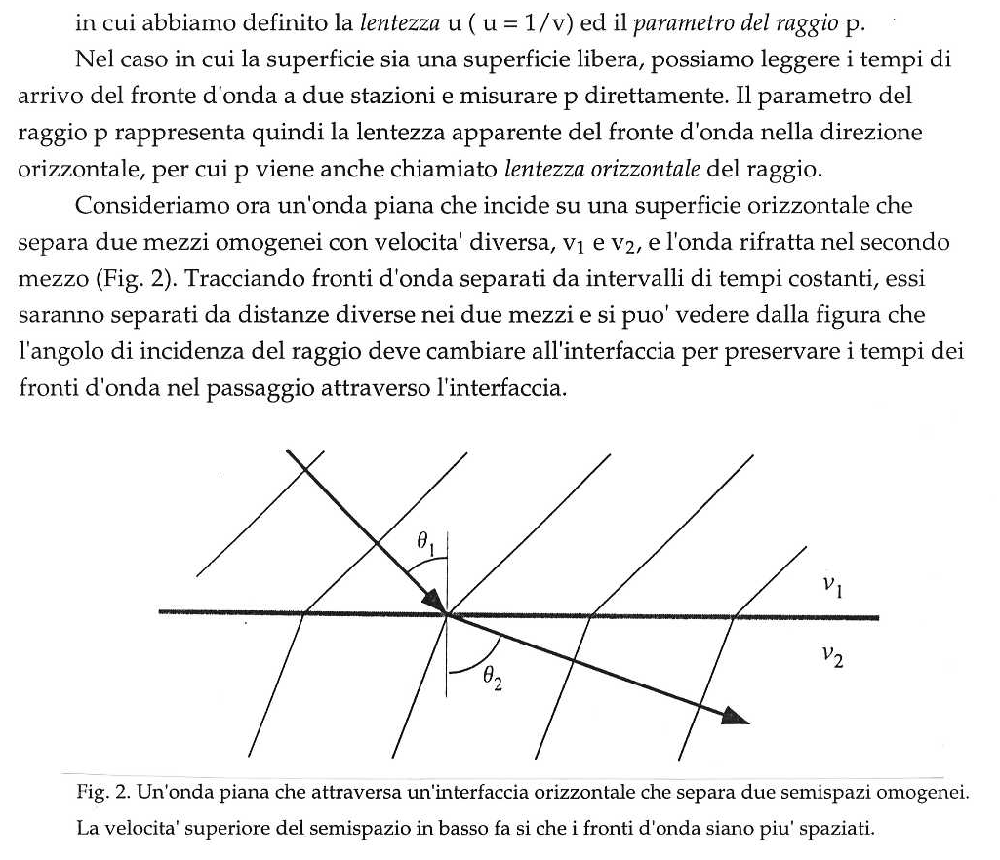 in cui abbiamo definito la lentezza u ( u = 1/v) ed il parametro del raggio p.
Nel caso in cui la superficie sia una superficie libera, possiamo leggere i tempi di
arrivo del fronte d'onda a due stazioni e misurare p direttamente. Il parametro del
raggio p rappresenta quindi la lentezza apparente del fronte d'onda nella direzione
orizzontale, per cui p viene anche chiamiato lentezza orizzontale del raggio.
Consideriamo ora un'onda piana che incide su una superficie orizzontale che
separa due mezzi omogenei con velocita' diversa, v₁ e v₂, e l'onda rifratta nel secondo
mezzo (Fig. 2). Tracciando fronti d'onda separati da intervalli di tempi costanti, essi
saranno separati da distanze diverse nei due mezzi e si puo' vedere dalla figura che
l'angolo di incidenza del raggio deve cambiare all'interfaccia per preservare i tempi dei
fronti d'onda nel passaggio attraverso l'interfaccia.
θ₁
v₁
v₂
θ₂
Fig. 2. Un'onda piana che attraversa un'interfaccia orizzontale che separa due semispazi omogenei.
La velocita' superiore del semispazio in basso fa si che i fronti d'onda siano piu' spaziati.